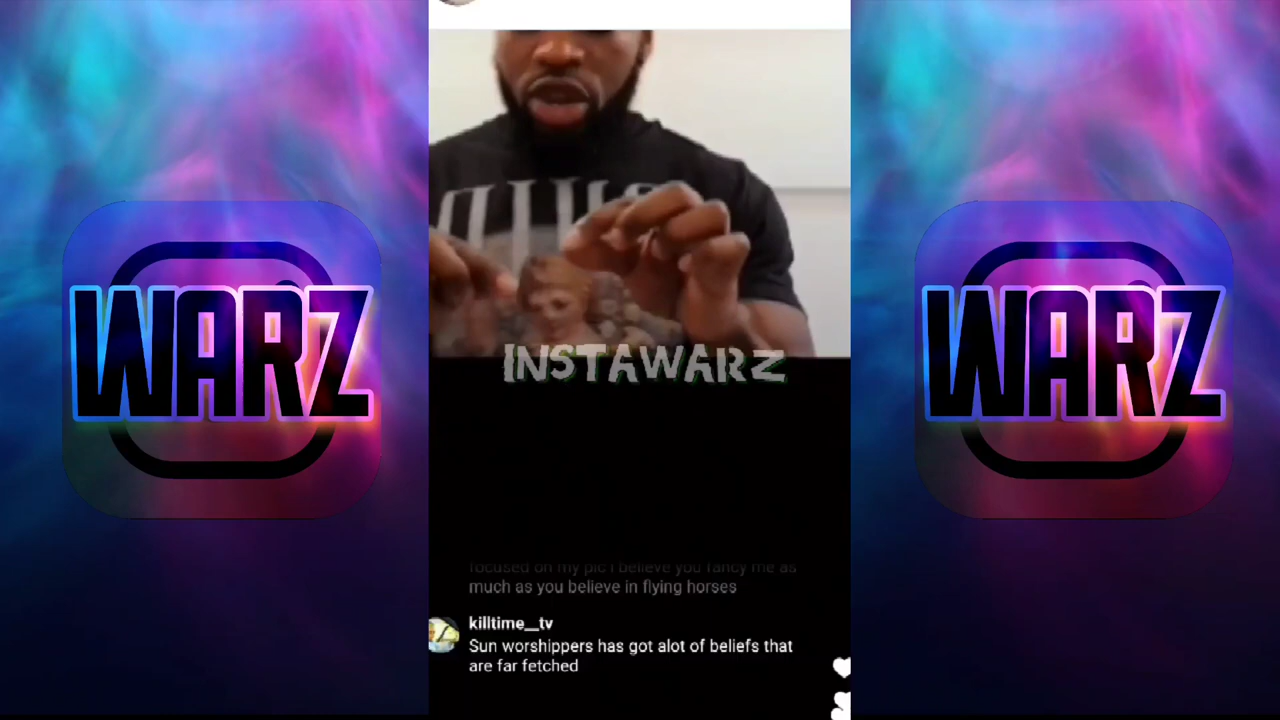 WARZ
INSTAWARZ
WARZ
focused on my pic I believe you fancy me as
much as you believe in flying horses
killtime__tv
Sun worshippers has got alot of beliefs that
are far fetched